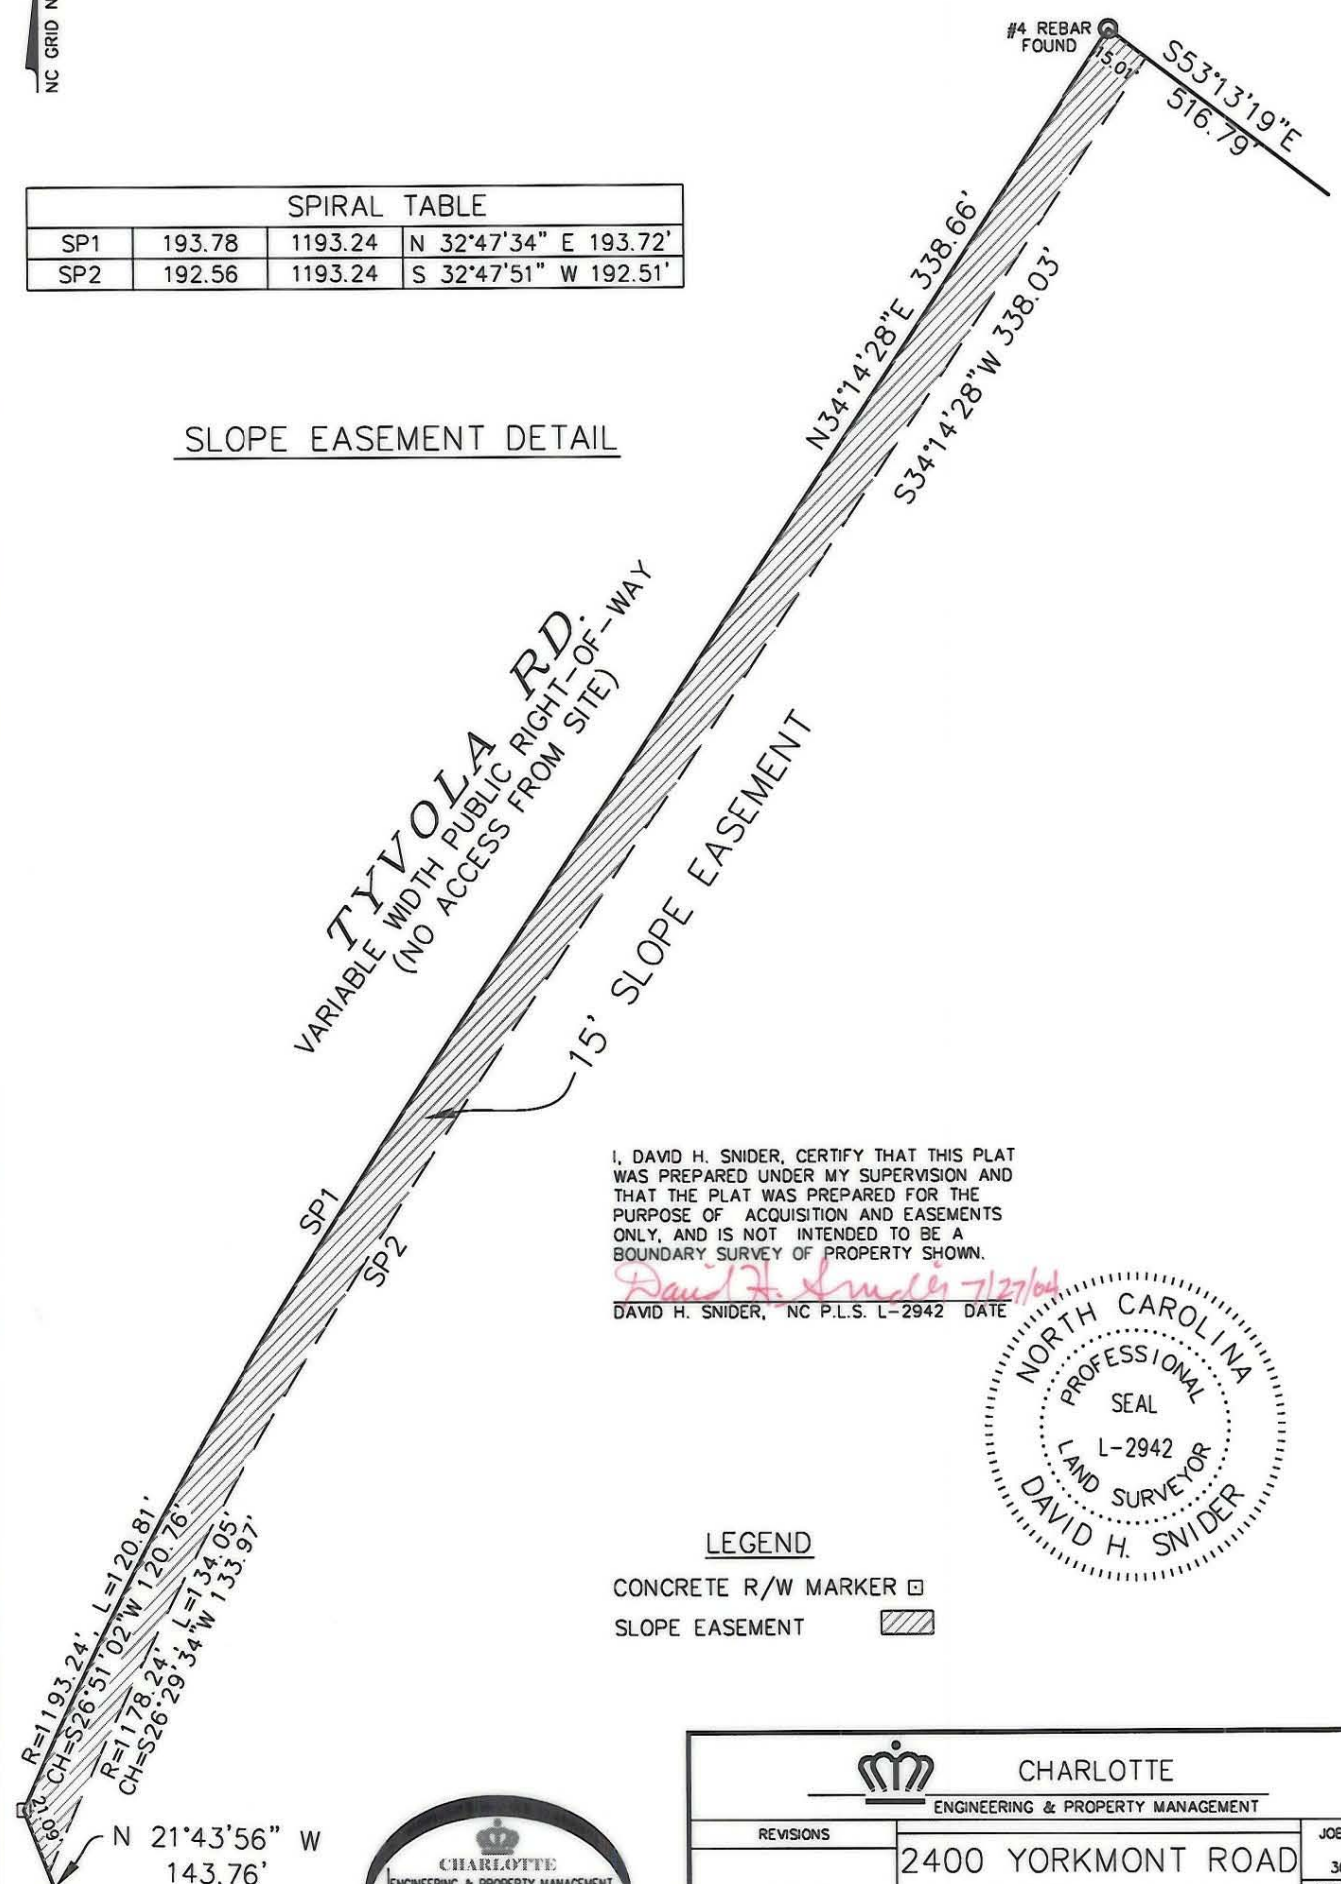 NC GRID N
#4 REBAR
FOUND
15.01'
S53°13'19"E
516.79'
SPIRAL TABLE
SP1 193.78 1193.24 N 32°47'34" E 193.72'
SP2 192.56 1193.24 S 32°47'51" W 192.51'
N34°14'28"E 338.66'
S34°14'28"W 338.03'
SLOPE EASEMENT DETAIL
TYVOLA RD.
VARIABLE WIDTH PUBLIC RIGHT-OF-WAY
(NO ACCESS FROM SITE)
15' SLOPE EASEMENT
SP1
SP2
I, DAVID H. SNIDER, CERTIFY THAT THIS PLAT
WAS PREPARED UNDER MY SUPERVISION AND
THAT THE PLAT WAS PREPARED FOR THE
PURPOSE OF ACQUISITION AND EASEMENTS
ONLY, AND IS NOT INTENDED TO BE A
BOUNDARY SURVEY OF PROPERTY SHOWN.
David H. Snider 7/27/04
DAVID H. SNIDER, NC P.L.S. L-2942 DATE
NORTH CAROLINA
PROFESSIONAL
SEAL
L-2942
LAND SURVEYOR
DAVID H. SNIDER
R=1193.24', L=120.81'
CH=S26°51'02"W 120.76'
R=1178.24' L=134.05'
CH=S26°29'34"W 133.97'
LEGEND
CONCRETE R/W MARKER
SLOPE EASEMENT
21.09'
N 21°43'56" W
143.76'
CHARLOTTE
ENGINEERING & PROPERTY MANAGEMENT
CHARLOTTE
ENGINEERING & PROPERTY MANAGEMENT
REVISIONS
2400 YORKMONT ROAD
JOB